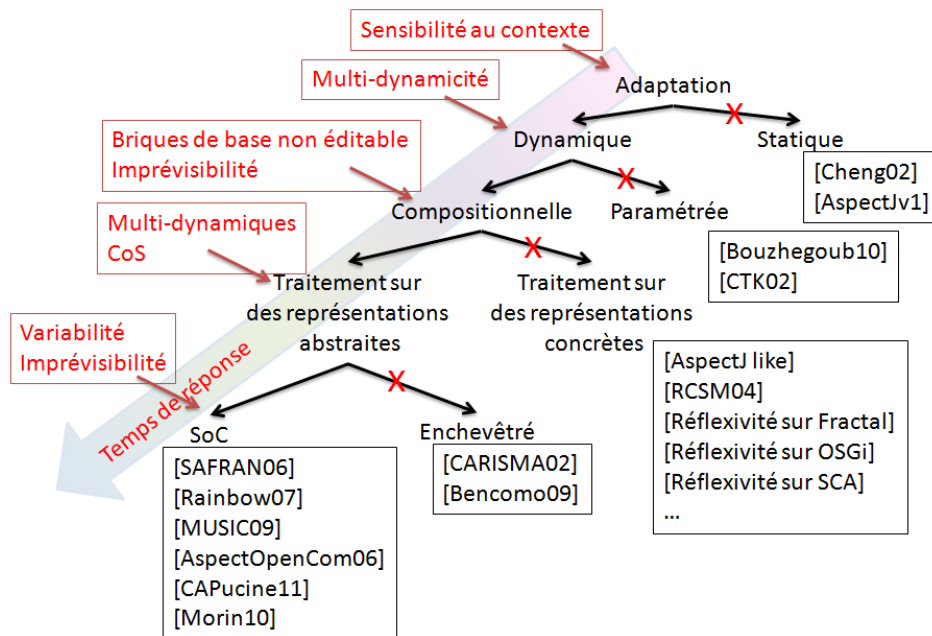 Sensibilité au contexte
Multi-dynamicité
Adaptation
Briques de base non éditable
Imprévisibilité
Dynamique
Statique
[Cheng02]
[AspectJv1]
Multi-dynamiques
CoS
Compositionnelle
Paramétrée
[Bouzhegoub10]
[CTK02]
Traitement sur
des représentations
abstraites
Traitement sur
des représentations
concrètes
Variabilité
Imprévisibilité
Temps de réponse
[AspectJ like]
[RCSM04]
[Réflexivité sur Fractal]
[Réflexivité sur OSGi]
[Réflexivité sur SCA]
...
SoC
[SAFRAN06]
[Rainbow07]
[MUSIC09]
[AspectOpenCom06]
[CAPucine11]
[Morin10]
Enchevêtré
[CARISMA02]
[Bencomo09]